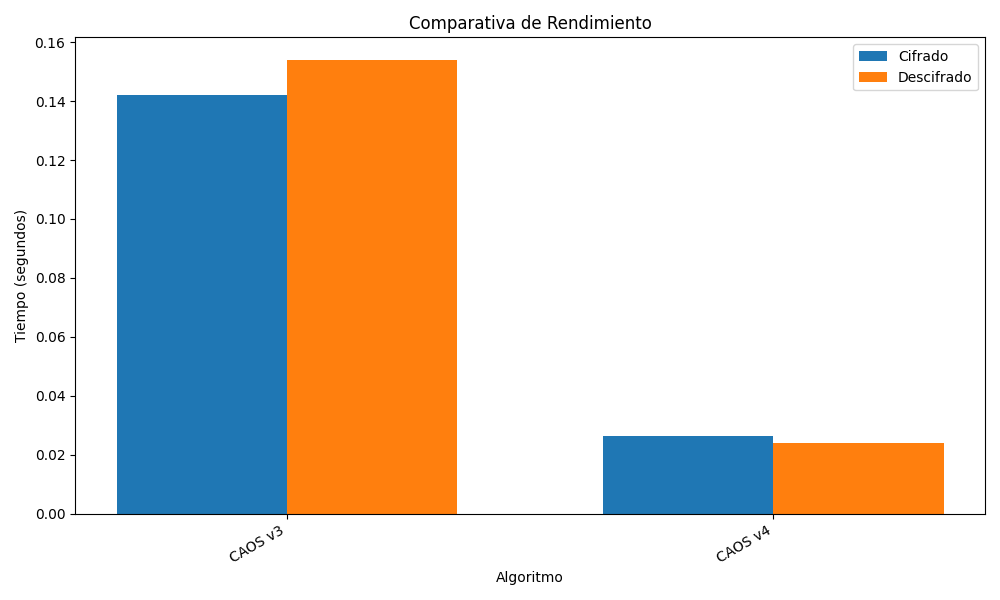 Comparativa de Rendimiento
Cifrado
Descifrado
Tiempo (segundos)
0.16
0.14
0.12
0.10
0.08
0.06
0.04
0.02
0.00
CAOS v3
CAOS v4
Algoritmo